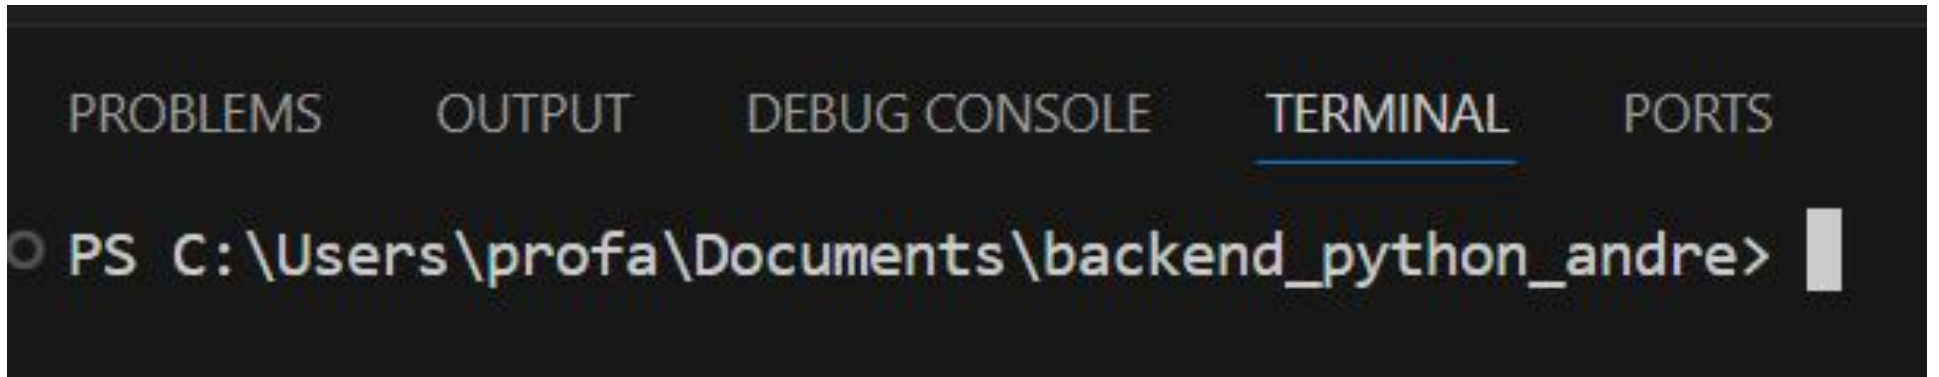 PROBLEMS OUTPUT DEBUG CONSOLE TERMINAL PORTS
PS C:\Users\profa\Documents\backend_python_andre>